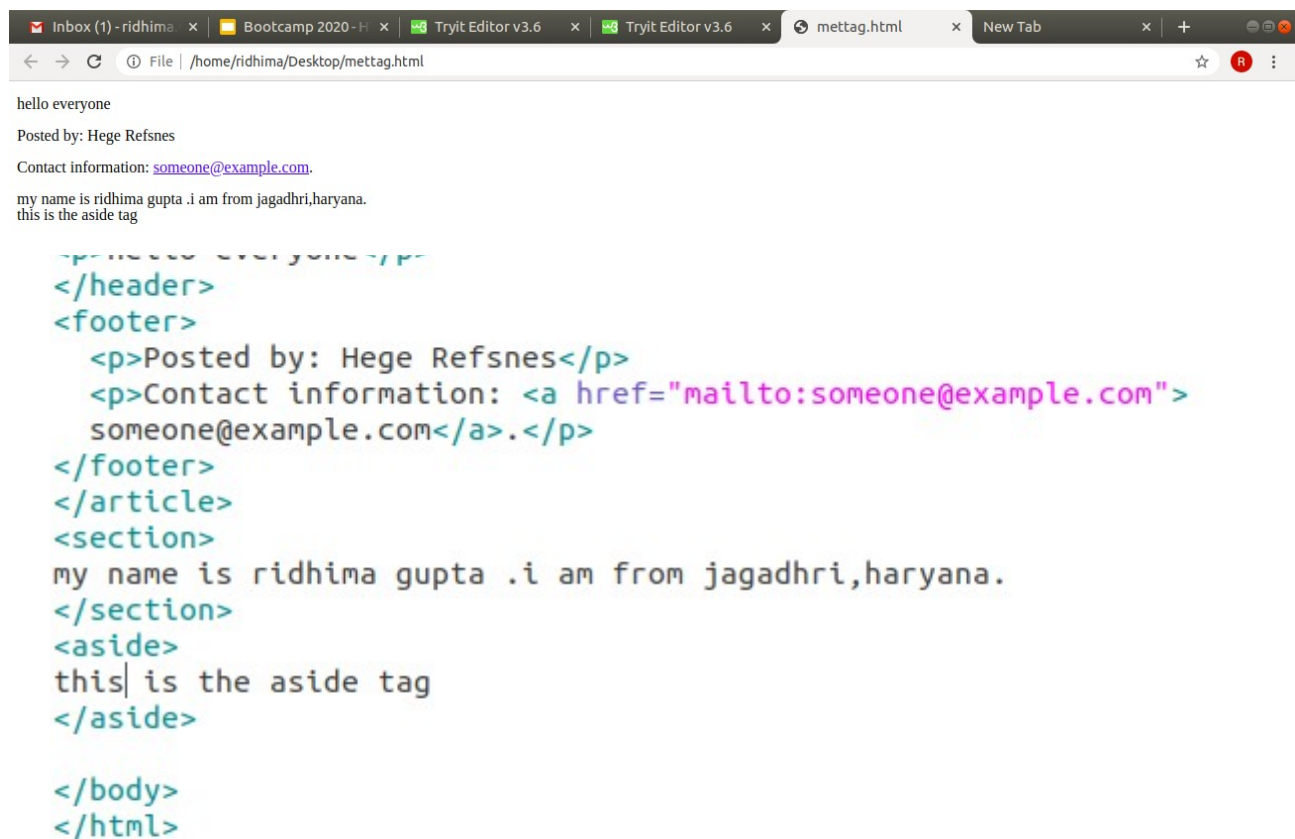 Inbox (1) - ridhima. Bootcamp 2020 - H Tryit Editor v3.6 Tryit Editor v3.6 mettag.html New Tab
File | /home/ridhima/Desktop/mettag.html R
hello everyone
Posted by: Hege Refsnes
Contact information: someone@example.com.
my name is ridhima gupta .i am from jagadhri,haryana.
this is the aside tag
<p>hello everyone</p>
</header>
<footer>
<p>Posted by: Hege Refsnes</p>
<p>Contact information: <a href="mailto:someone@example.com">
someone@example.com</a>.</p>
</footer>
</article>
<section>
my name is ridhima gupta .i am from jagadhri,haryana.
</section>
<aside>
this is the aside tag
</aside>
</body>
</html>